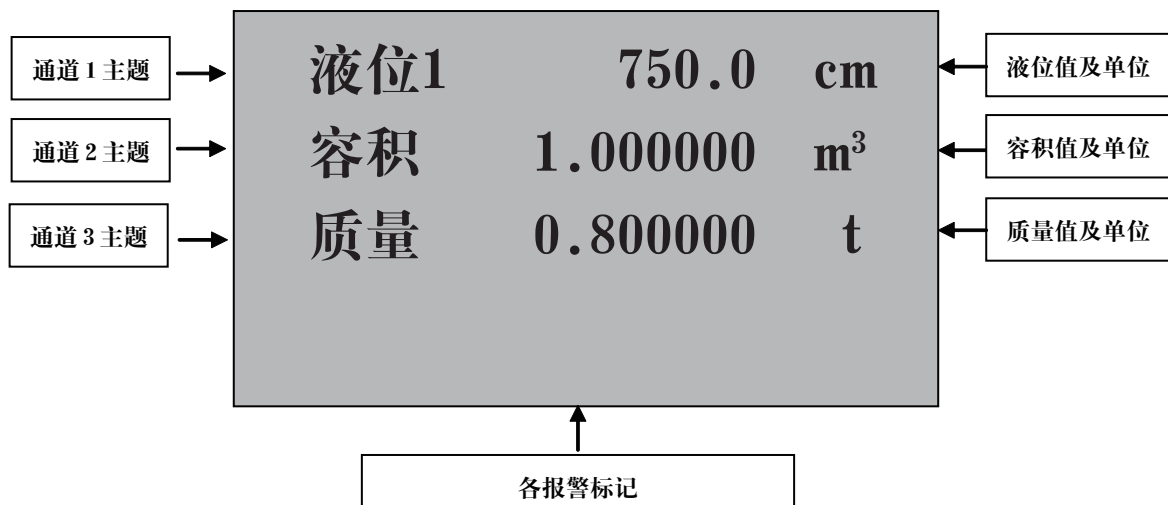 通道 1 主题
液位1 750.0 cm
液位值及单位
通道 2 主题
容积 1.000000 m³
容积值及单位
通道 3 主题
质量 0.800000 t
质量值及单位
各报警标记